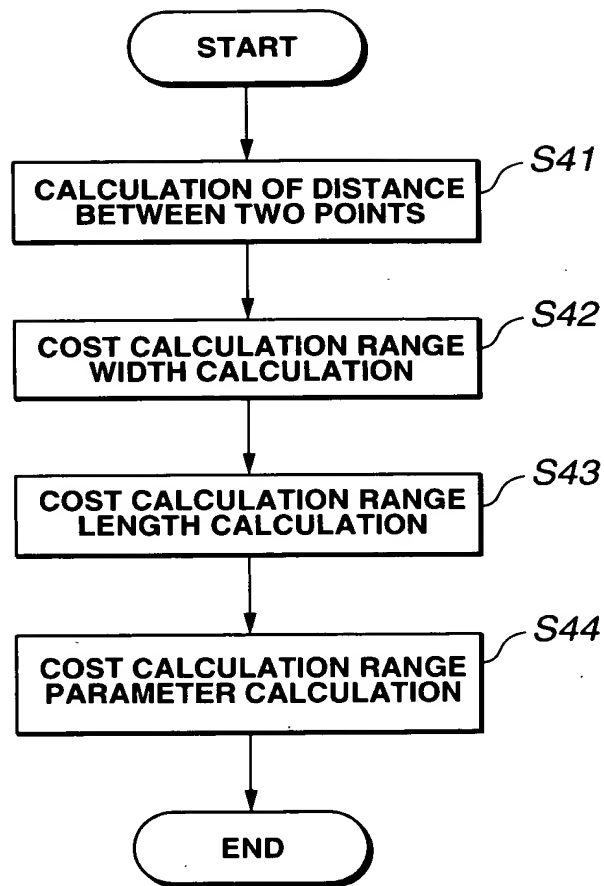 START
S41
CALCULATION OF DISTANCE
BETWEEN TWO POINTS
S42
COST CALCULATION RANGE
WIDTH CALCULATION
S43
COST CALCULATION RANGE
LENGTH CALCULATION
S44
COST CALCULATION RANGE
PARAMETER CALCULATION
END